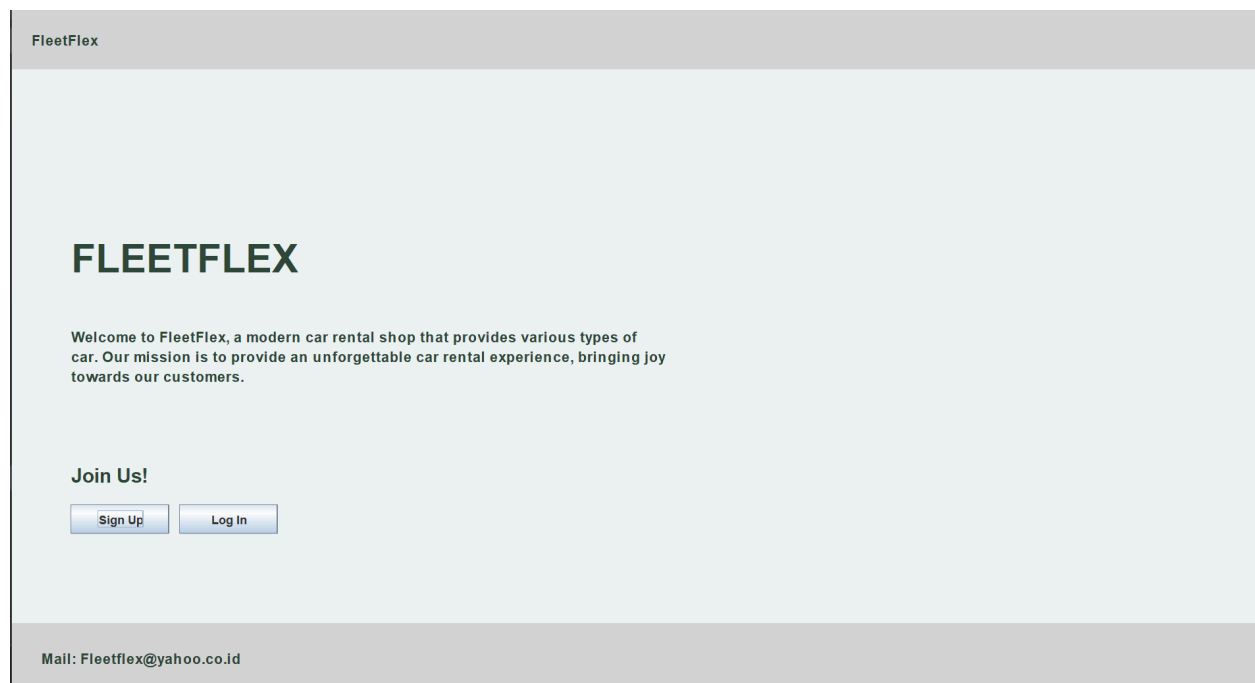 FleetFlex
FLEETFLEX
Welcome to FleetFlex, a modern car rental shop that provides various types of
car. Our mission is to provide an unforgettable car rental experience, bringing joy
towards our customers.
Join Us!
Sign Up
Log In
Mail: Fleetflex@yahoo.co.id